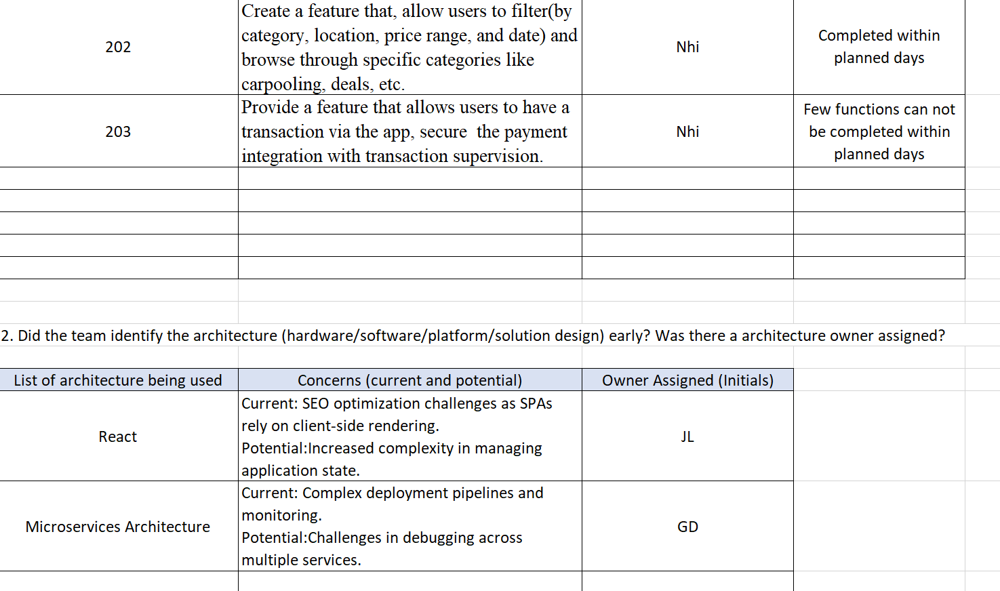 202
Create a feature that, allow users to filter(by
category, location, price range, and date) and
browse through specific categories like
carpooling, deals, etc.
Nhi
Completed within
planned days
203
Provide a feature that allows users to have a
transaction via the app, secure  the payment
integration with transaction supervision.
Nhi
Few functions can not
be completed within
planned days
2. Did the team identify the architecture (hardware/software/platform/solution design) early? Was there a architecture owner assigned?
List of architecture being used
Concerns (current and potential)
Owner Assigned (Initials)
React
Current: SEO optimization challenges as SPAs
rely on client-side rendering.
Potential:Increased complexity in managing
application state.
JL
Microservices Architecture
Current: Complex deployment pipelines and
monitoring.
Potential:Challenges in debugging across
multiple services.
GD